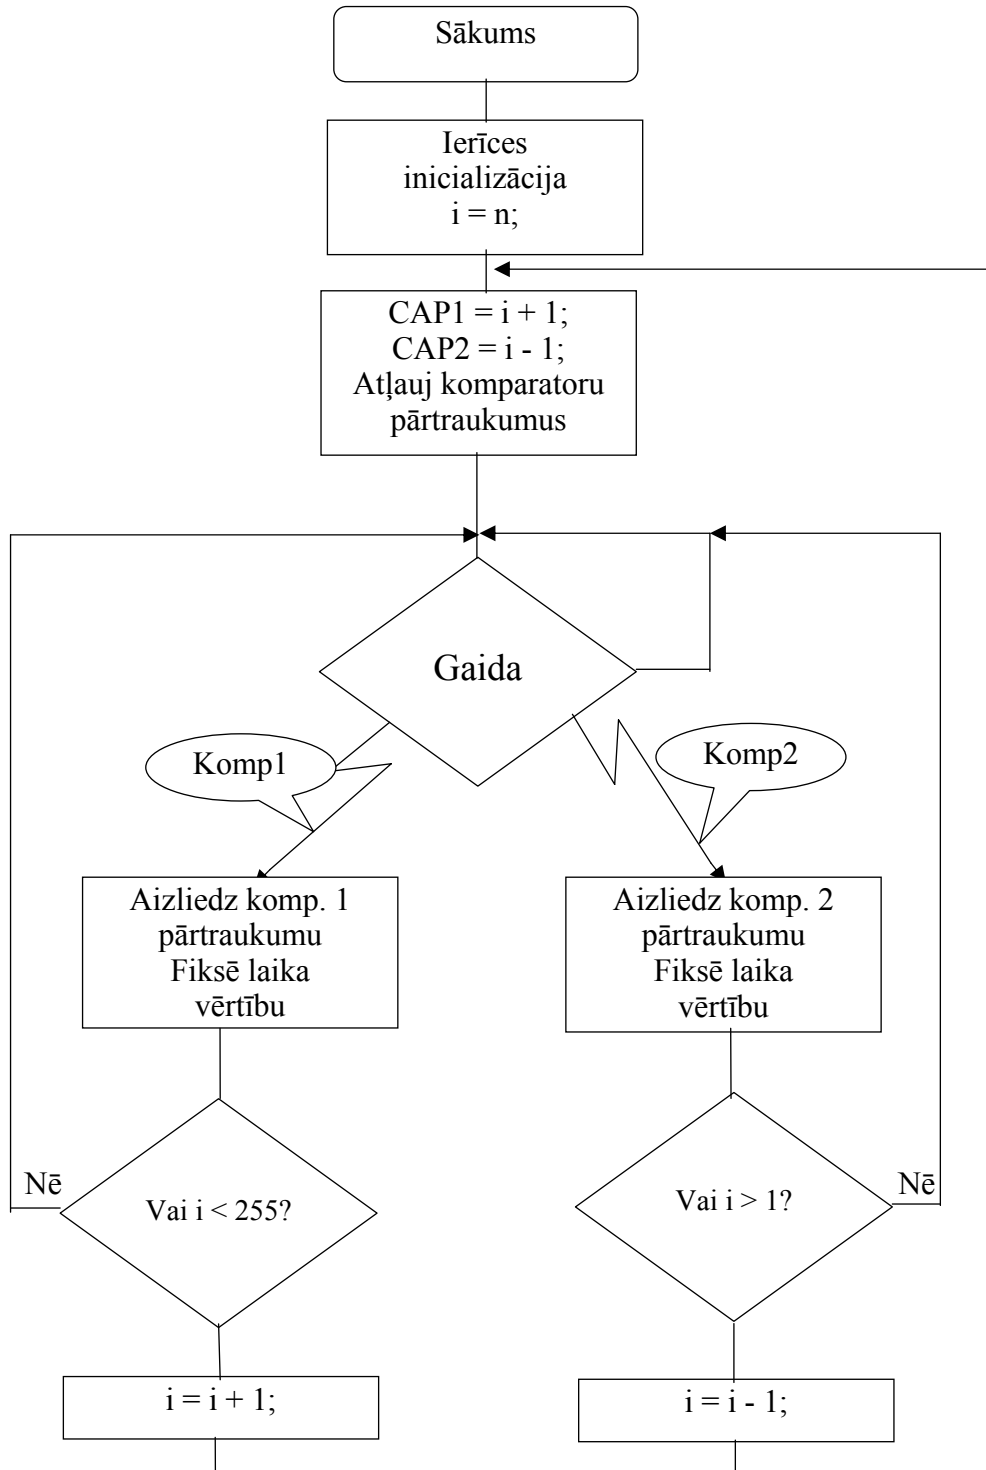 Sākums
Ierīces
inicializācija
i = n;
CAP1 = i + 1;
CAP2 = i - 1;
Atļauj komparatoru
pārtraukumus
Gaida
Komp1
Komp2
Aizliedz komp. 1
pārtraukumu
Fiksē laika
vērtību
Aizliedz komp. 2
pārtraukumu
Fiksē laika
vērtību
Nē
Vai i < 255?
Vai i > 1?
Nē
i = i + 1;
i = i - 1;